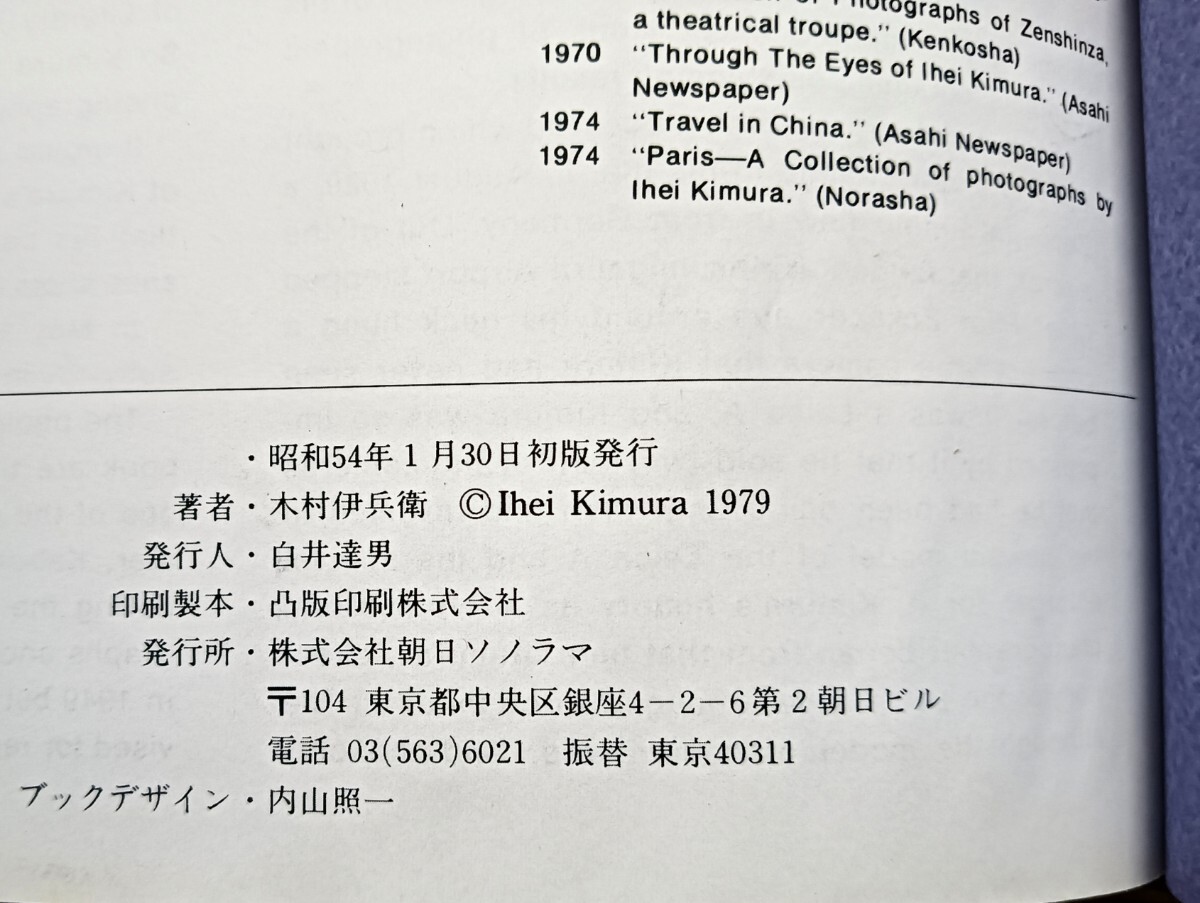 Photographs of Zenshinza,
a theatrical troupe." (Kenkosha)
1970 "Through The Eyes of Ihei Kimura." (Asahi
Newspaper)
1974 "Travel in China." (Asahi Newspaper)
1974 "Paris—A Collection of photographs by
Ihei Kimura." (Norasha)
・昭和54年1月30日初版発行
著者・木村伊兵衛 ©Ihei Kimura 1979
発行人・白井達男
印刷製本・凸版印刷株式会社
発行所・株式会社朝日ソノラマ
〒104 東京都中央区銀座4-2-6第2朝日ビル
電話 03(563)6021 振替 東京40311
ブックデザイン・内山照一